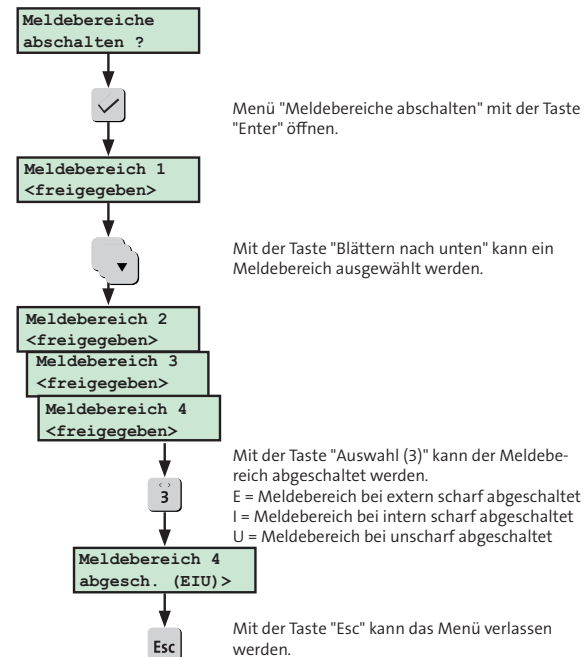 Meldebereiche
abschalten ?
Menü "Meldebereiche abschalten" mit der Taste
"Enter" öffnen.
Meldebereich 1
<freigegeben>
Mit der Taste "Blättern nach unten" kann ein
Meldebereich ausgewählt werden.
Meldebereich 2
<freigegeben>
Meldebereich 3
<freigegeben>
Meldebereich 4
<freigegeben>
Mit der Taste "Auswahl (3)" kann der Meldebe-
reich abgeschaltet werden.
E = Meldebereich bei extern scharf abgeschaltet
I = Meldebereich bei intern scharf abgeschaltet
U = Meldebereich bei unscharf abgeschaltet
< >
3
Meldebereich 4
abgesch. (EIU)>
Mit der Taste "Esc" kann das Menü verlassen
werden.
Esc